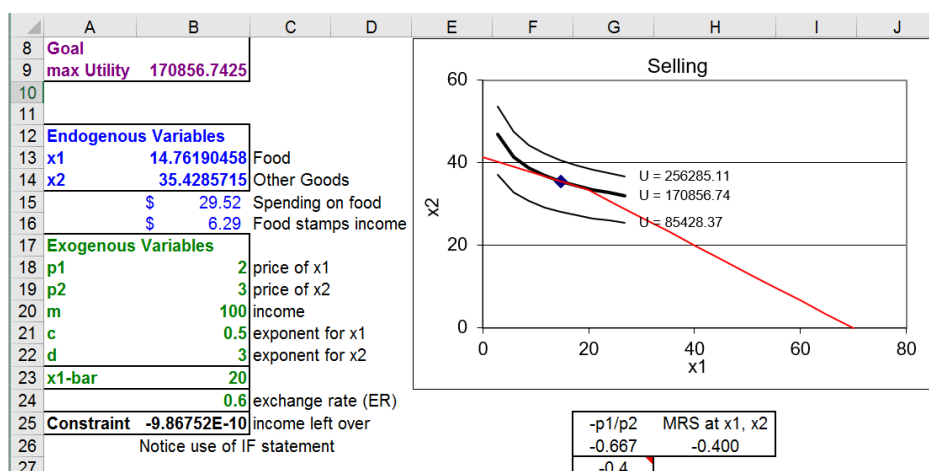 A B C D E F G H I J
8 Goal
9 max Utility 170856.7425
10
11
12 Endogenous Variables
13 x1 14.76190458 Food
14 x2 35.4285715 Other Goods
15 $ 29.52 Spending on food
16 $ 6.29 Food stamps income
17 Exogenous Variables
18 p1 2 price of x1
19 p2 3 price of x2
20 m 100 income
21 c 0.5 exponent for x1
22 d 3 exponent for x2
23 x1-bar 20
24 0.6 exchange rate (ER)
25 Constraint -9.86752E-10 income left over
26 Notice use of IF statement
27
Selling
60
40
20
0
x2
U = 256285.11
U = 170856.74
U = 85428.37
0 20 40 60 80
x1
-p1/p2 MRS at x1, x2
-0.667 -0.400
-0.4